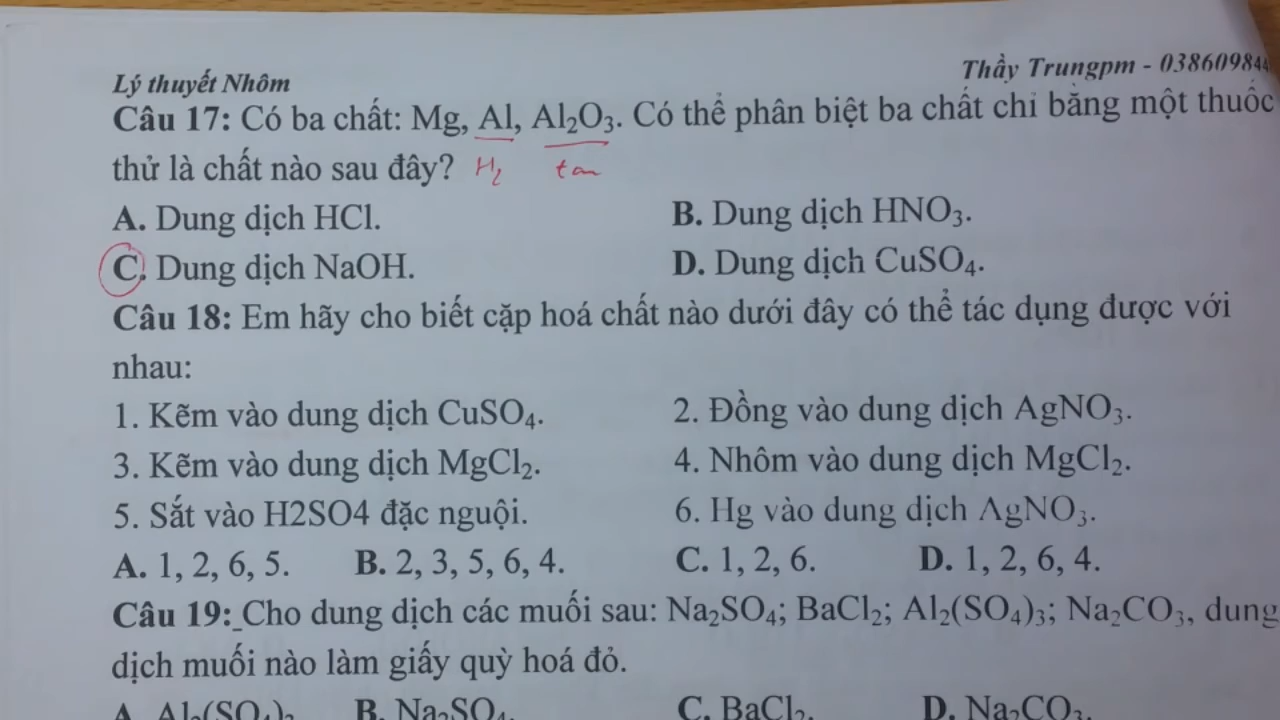 Lý thuyết Nhôm Thầy Trungpm - 038609844
Câu 17: Có ba chất: Mg, Al, Al₂O₃. Có thể phân biệt ba chất chỉ bằng một thuốc
thử là chất nào sau đây? H₂ tan
A. Dung dịch HCl. B. Dung dịch HNO₃.
C. Dung dịch NaOH. D. Dung dịch CuSO₄.
Câu 18: Em hãy cho biết cặp hoá chất nào dưới đây có thể tác dụng được với
nhau:
1. Kẽm vào dung dịch CuSO₄. 2. Đồng vào dung dịch AgNO₃.
3. Kẽm vào dung dịch MgCl₂. 4. Nhôm vào dung dịch MgCl₂.
5. Sắt vào H2SO4 đặc nguội. 6. Hg vào dung dịch AgNO₃.
A. 1, 2, 6, 5. B. 2, 3, 5, 6, 4. C. 1, 2, 6. D. 1, 2, 6, 4.
Câu 19: Cho dung dịch các muối sau: Na₂SO₄; BaCl₂; Al₂(SO₄)₃; Na₂CO₃, dung
dịch muối nào làm giấy quỳ hoá đỏ.
A. Al₂(SO₄)₃ B. Na₂SO₄. C. BaCl₂. D. Na₂CO₃.